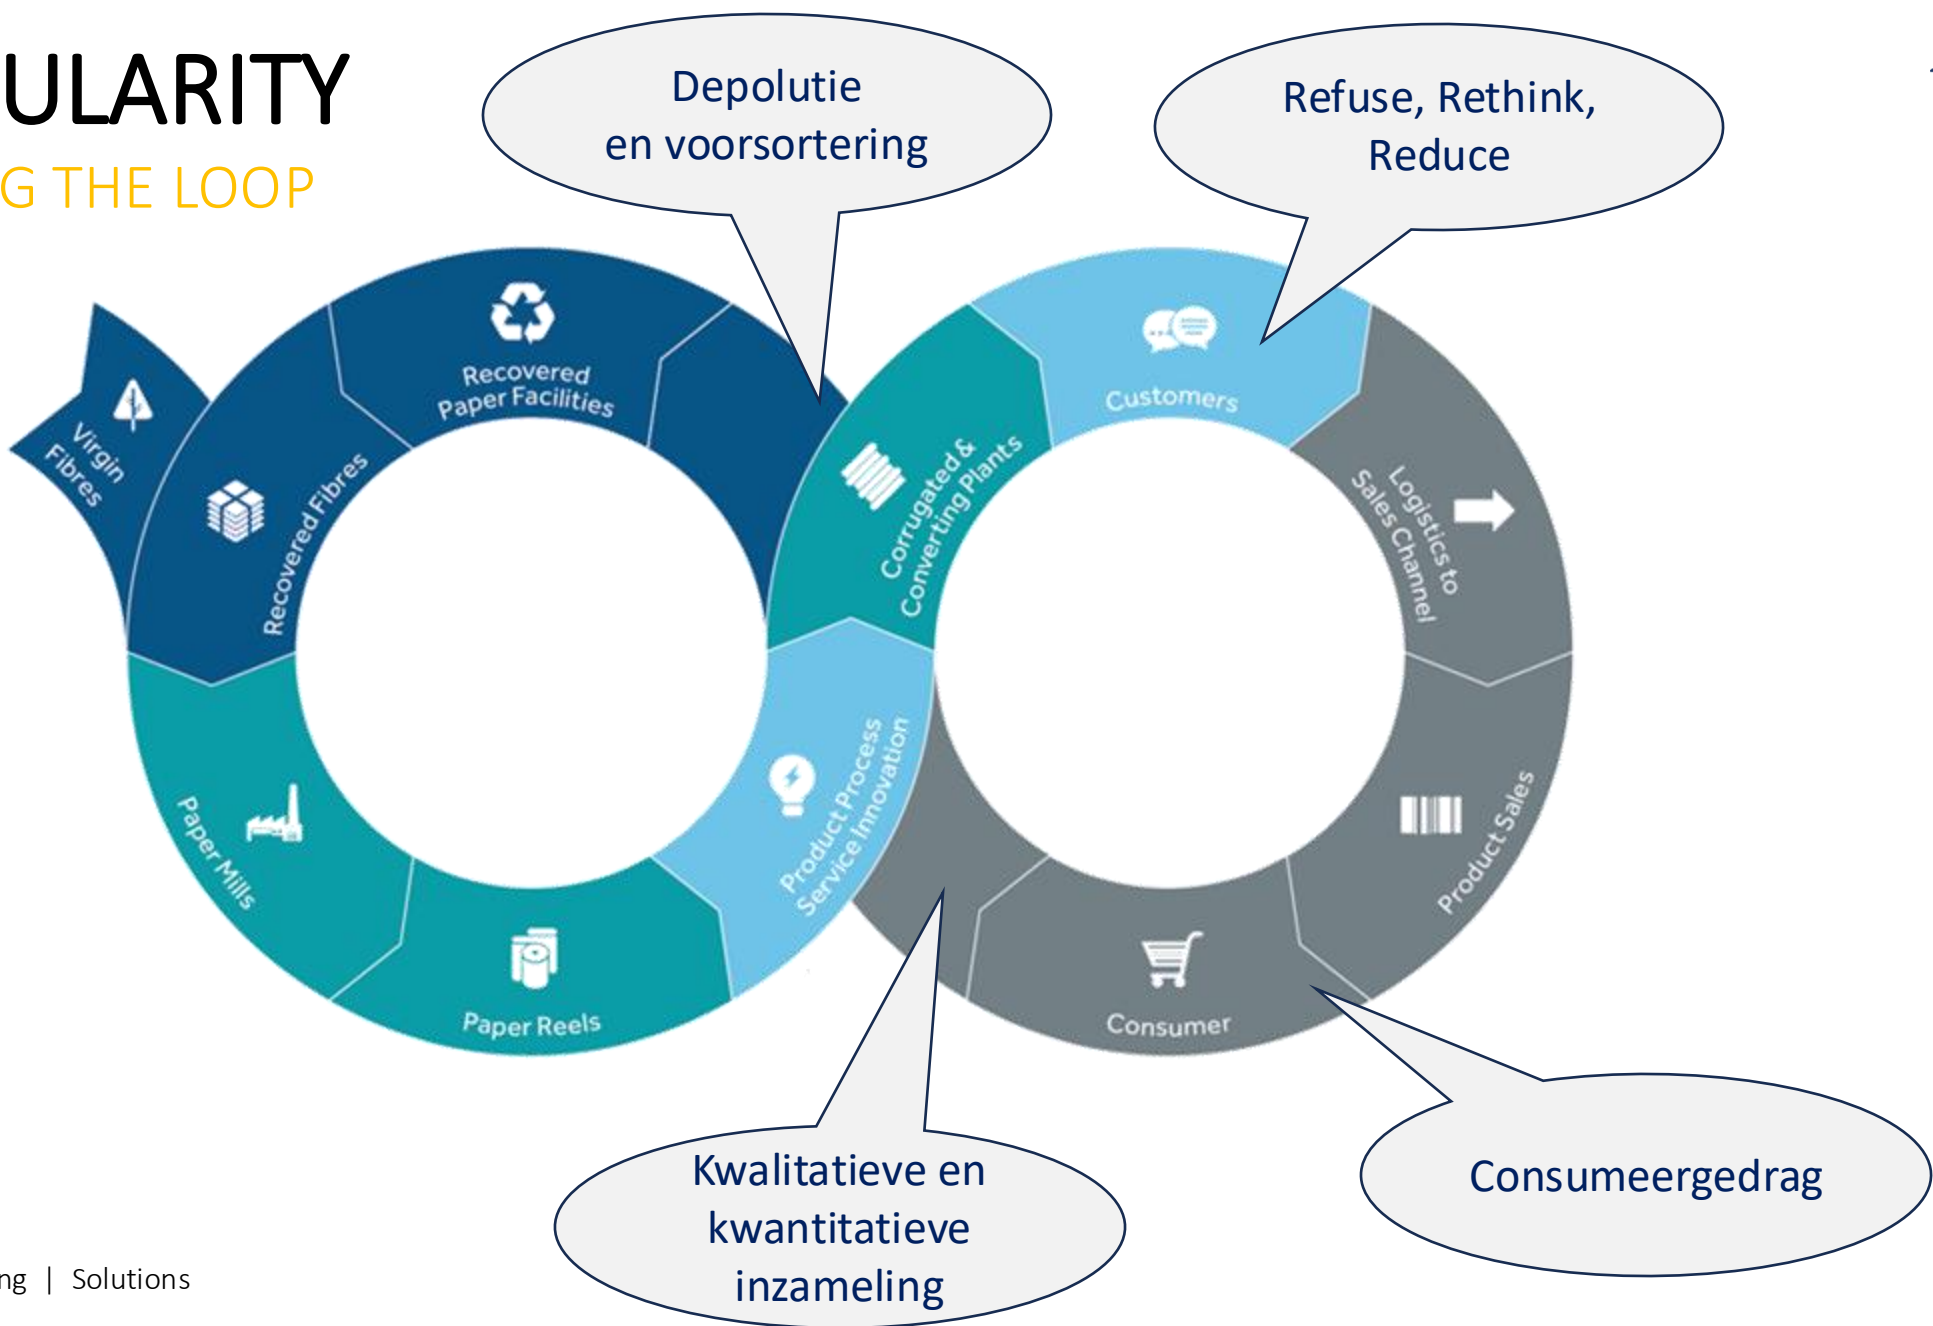 ULARITY
G THE LOOP
Depolutie
en voorsortering
Refuse, Rethink,
Reduce
Virgin
Fibres
Recovered Fibres
Recovered
Paper Facilities
Corrugated &
Converting Plants
Customers
Logistics to
Sales Channel
Paper Mills
Paper Reels
Product Process
Service Innovation
Consumer
Product Sales
Kwalitatieve en
kwantitatieve
inzameling
Consumeergedrag
ng | Solutions